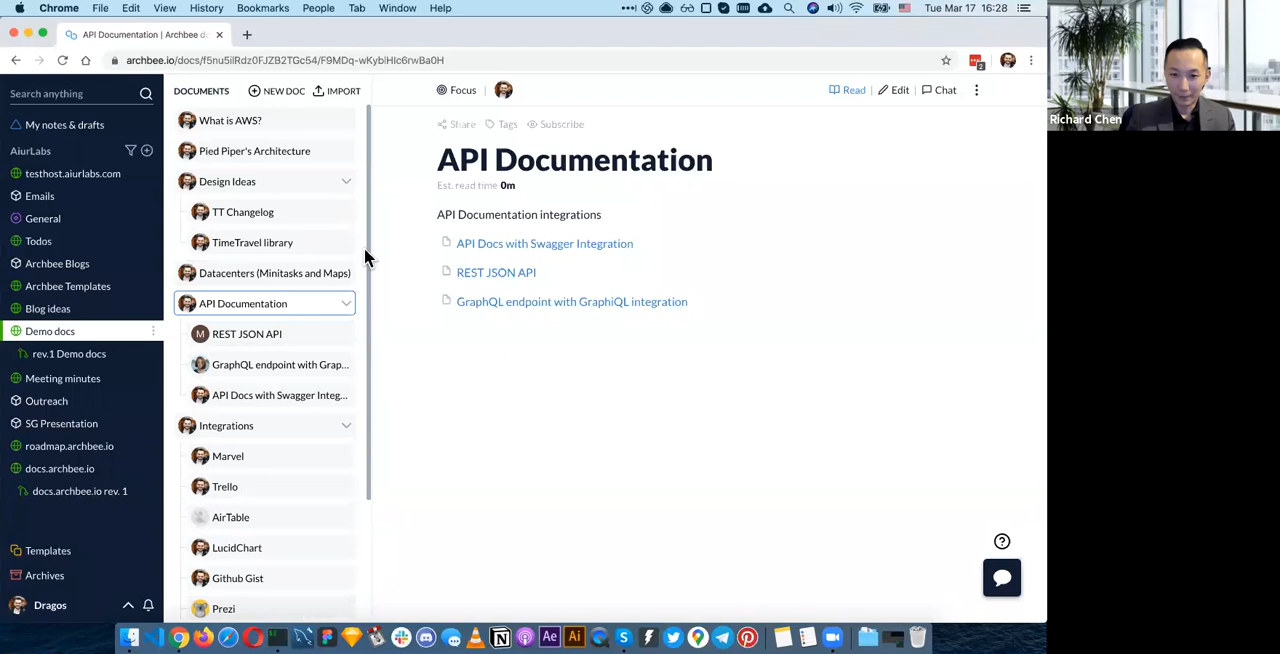 Chrome File Edit View History Bookmarks People Tab Window Help Tue Mar 17 16:28
API Documentation | Archbee do
archbee.io/docs/f5nu5ilRdz0FJZB2TGc54/F9MDq-wKyblHIc6rwBa0H
2
Search anything
My notes & drafts
AiurLabs
testhost.aiurlabs.com
Emails
General
Todos
Archbee Blogs
Archbee Templates
Blog ideas
Demo docs
rev.1 Demo docs
Meeting minutes
Outreach
SG Presentation
roadmap.archbee.io
docs.archbee.io
docs.archbee.io rev. 1
Templates
Archives
Dragos
DOCUMENTS NEW DOC IMPORT
What is AWS?
Pied Piper's Architecture
Design Ideas
TT Changelog
TimeTravel library
Datacenters (Minitasks and Maps)
API Documentation
M REST JSON API
GraphQL endpoint with Grap...
API Docs with Swagger Integ...
Integrations
Marvel
Trello
AirTable
LucidChart
Github Gist
Prezi
Focus Read Edit Chat
Share Tags Subscribe
API Documentation
Est. read time 0m
API Documentation integrations
API Docs with Swagger Integration
REST JSON API
GraphQL endpoint with GraphiQL integration
?
Ae Ai
Richard Chen